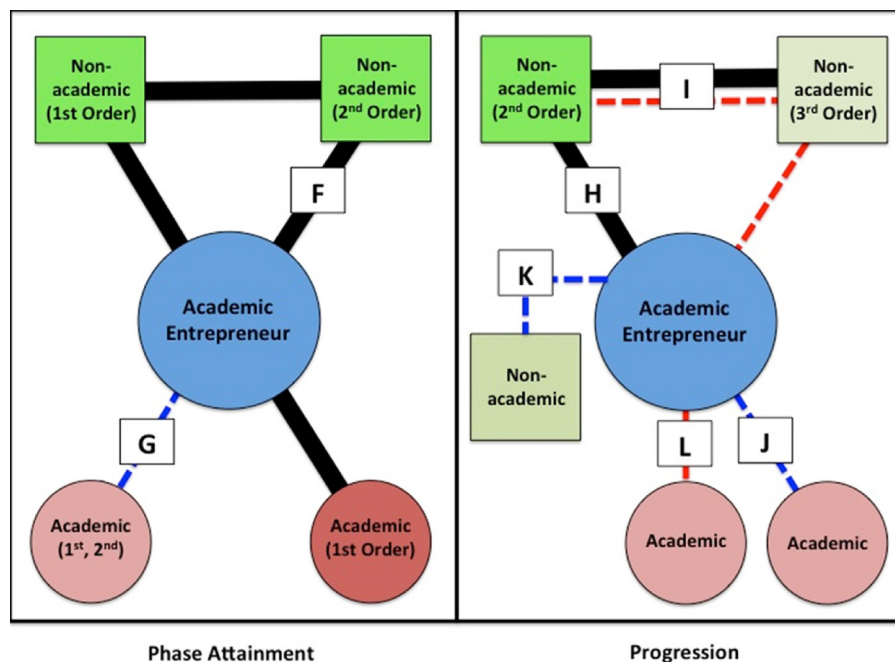 Non-
academic
(1st Order)
Non-
academic
(2nd Order)
F
Academic
Entrepreneur
G
Academic
(1st, 2nd)
Academic
(1st Order)
Phase Attainment
Non-
academic
(2nd Order)
I
Non-
academic
(3rd Order)
H
K
Academic
Entrepreneur
Non-
academic
L
J
Academic
Academic
Progression